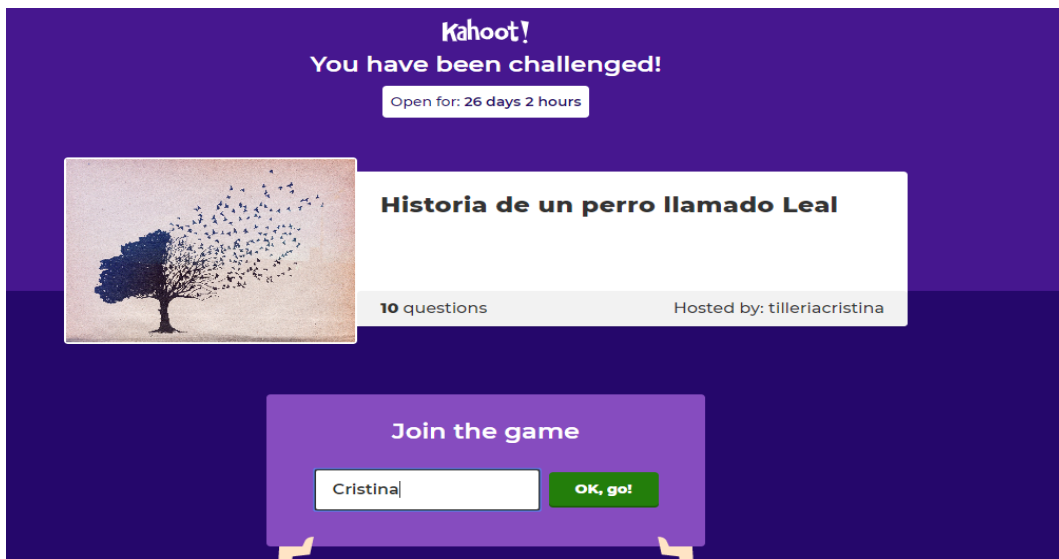 Kahoot!
You have been challenged!
Open for: 26 days 2 hours
Historia de un perro llamado Leal
10 questions
Hosted by: tilleriacristina
Join the game
Cristina
OK, go!